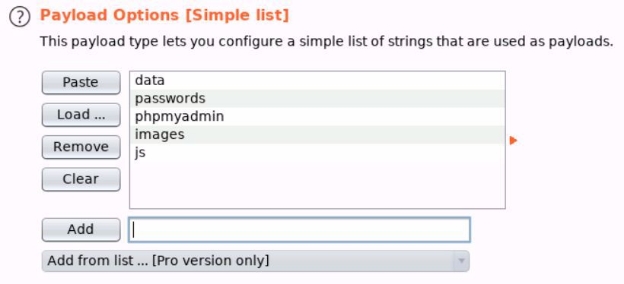 ? Payload Options [Simple list]
This payload type lets you configure a simple list of strings that are used as payloads.
Paste
Load ...
Remove
Clear
data
passwords
phpmyadmin
images
js
Add
Add from list ... [Pro version only]